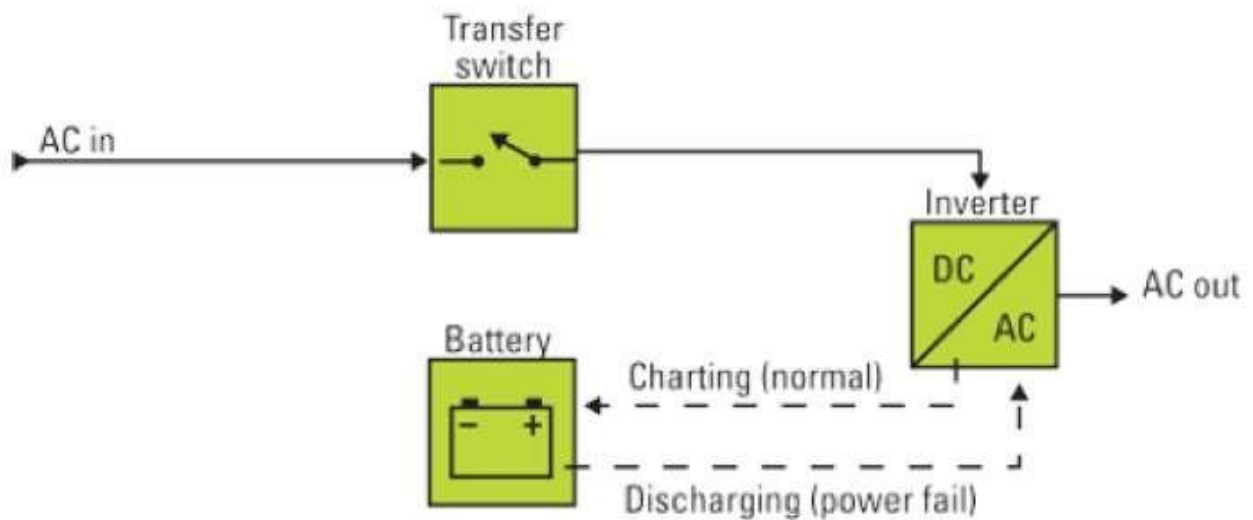 Transfer
switch
AC in
Inverter
DC
AC
AC out
Battery
- +
Charting (normal)
Discharging (power fail)